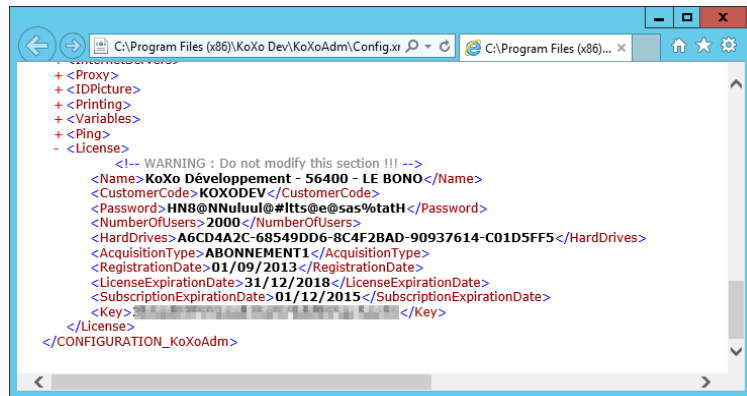 C:\Program Files (x86)\KoXo Dev\KoXoAdm\Config.xr
C:\Program Files (x86)...
+ <InternetServers>
+ <Proxy>
+ <IDPicture>
+ <Printing>
+ <Variables>
+ <Ping>
- <License>
<!-- WARNING : Do not modify this section !!! -->
<Name>KoXo Développement - 56400 - LE BONO</Name>
<CustomerCode>KOXODEV</CustomerCode>
<Password>HN8@NNuluul@#ltts@e@sas%tatH</Password>
<NumberOfUsers>2000</NumberOfUsers>
<HardDrives>A6CD4A2C-68549DD6-8C4F2BAD-90937614-C01D5FF5</HardDrives>
<AcquisitionType>ABONNEMENT1</AcquisitionType>
<RegistrationDate>01/09/2013</RegistrationDate>
<LicenseExpirationDate>31/12/2018</LicenseExpirationDate>
<SubscriptionExpirationDate>01/12/2015</SubscriptionExpirationDate>
<Key></Key>
</License>
</CONFIGURATION_KoXoAdm>